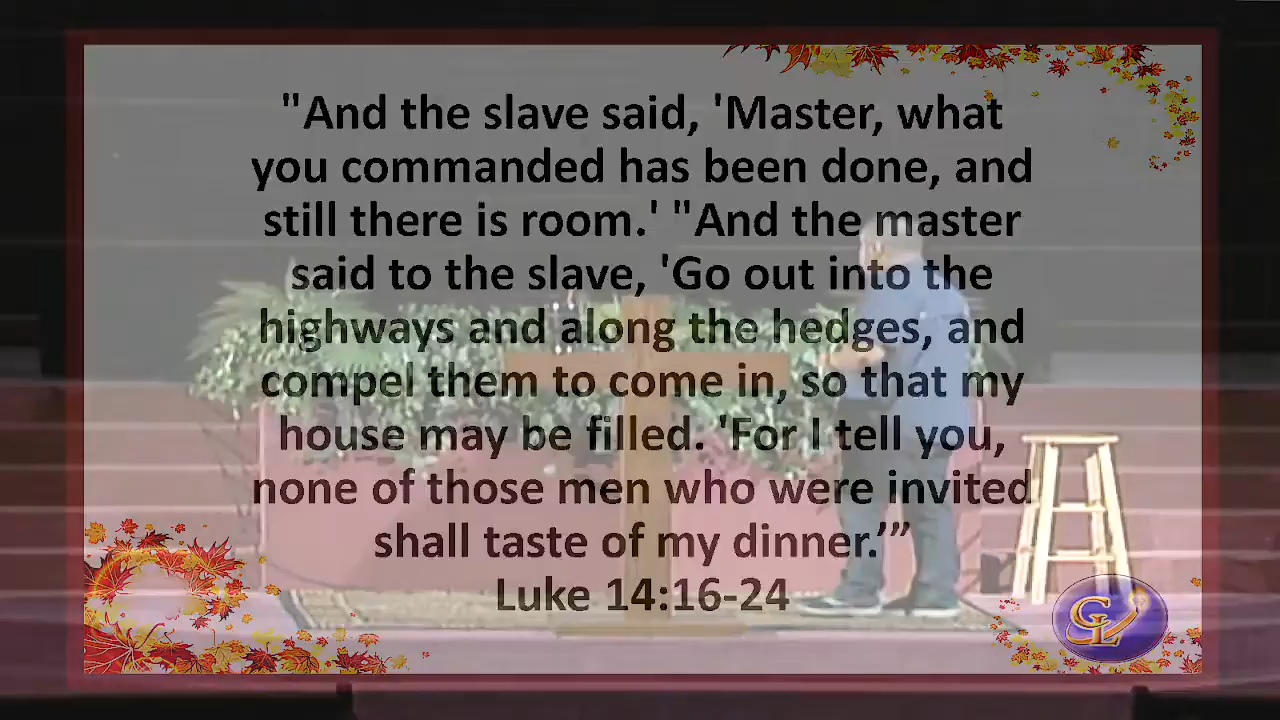 "And the slave said, 'Master, what
you commanded has been done, and
still there is room.' "And the master
said to the slave, 'Go out into the
highways and along the hedges, and
compel them to come in, so that my
house may be filled. 'For I tell you,
none of those men who were invited
shall taste of my dinner.’”
Luke 14:16-24